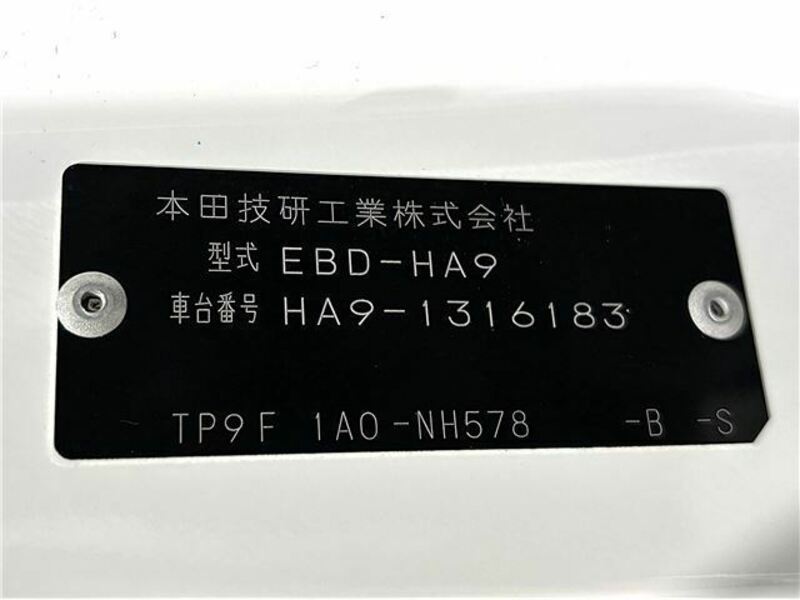 本田技研工業株式会社
型式 EBD-HA9
車台番号 HA9-1316183
TP9F 1A0-NH578 -B -S